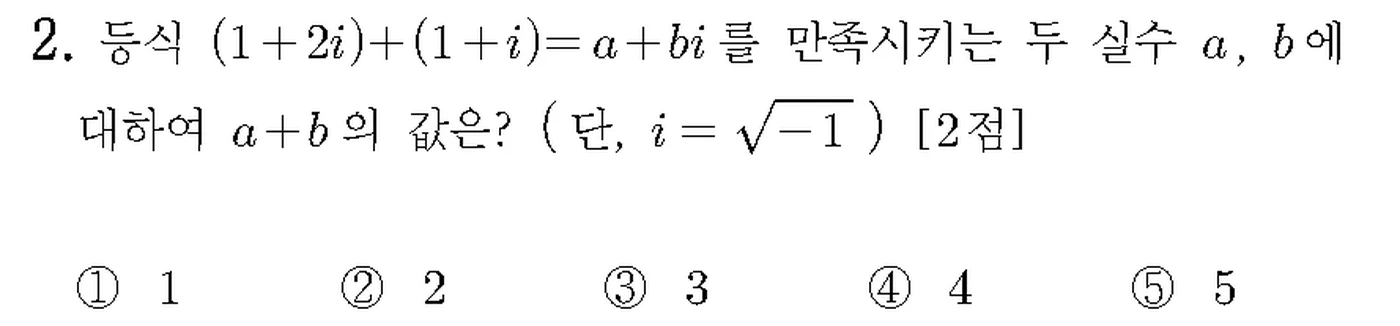 2. 등식 (1+2i)+(1+i)=a+bi 를 만족시키는 두 실수 a, b에
대하여 a+b의 값은? (단, i=√-1) [2점]
① 1 ② 2 ③ 3 ④ 4 ⑤ 5